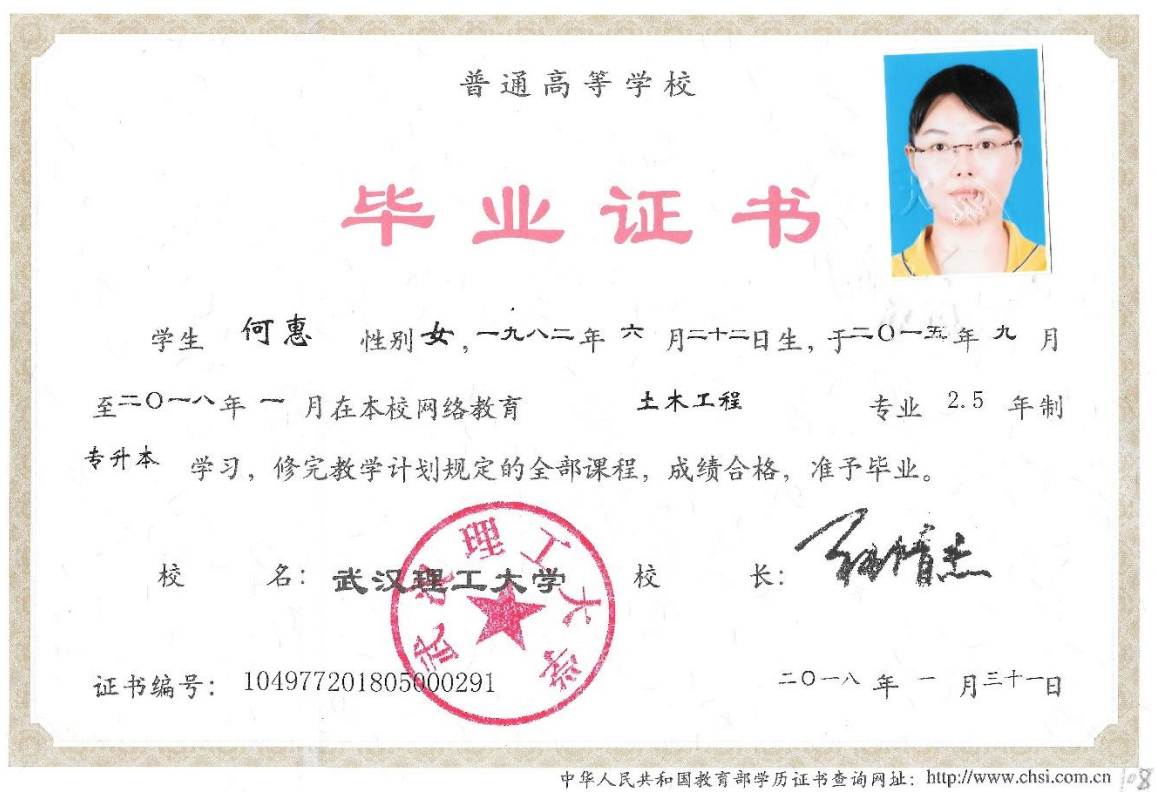 普通高等学校
毕业证书
学生 何惠 性别 女，一九八二年 六 月二十二日生，于二〇一五年 九 月
至二〇一八年 一 月在本校网络教育 土木工程 专业 2.5 年制
专升本 学习，修完教学计划规定的全部课程，成绩合格，准予毕业。
校 名：武汉理工大学 校 长：
武汉理工大学
证书编号：104977201805000291 二〇一八 年 一 月三十一日
中华人民共和国教育部学历证书查询网址：http://www.chsi.com.cn 108